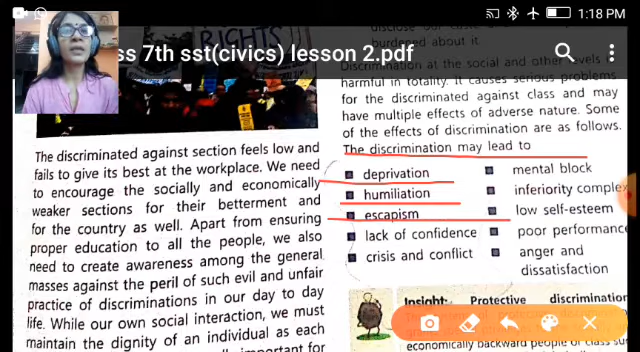 1:18 PM
RIGHTS
ss 7th sst(civics) lesson 2.pdf
burdened about it.
Discrimination at the social and other levels is
harmful in totality. It causes serious problems
for the discriminated against class and may
have multiple effects of adverse nature. Some
of the effects of discrimination are as follows.
The discrimination may lead to
deprivation
humiliation
escapism
lack of confidence
crisis and conflict
mental block
inferiority complex
low self-esteem
poor performance
anger and
dissatisfaction
The discriminated against section feels low and
fails to give its best at the workplace. We need
to encourage the socially and economically
weaker sections for their betterment and
for the country as well. Apart from ensuring
proper education to all the people, we also
need to create awareness among the general
masses against the peril of such evil and unfair
practice of discriminations in our day to day
life. While our own social interaction, we must
maintain the dignity of an individual as each
Insight: Protective discrimination
economically backward people of class su